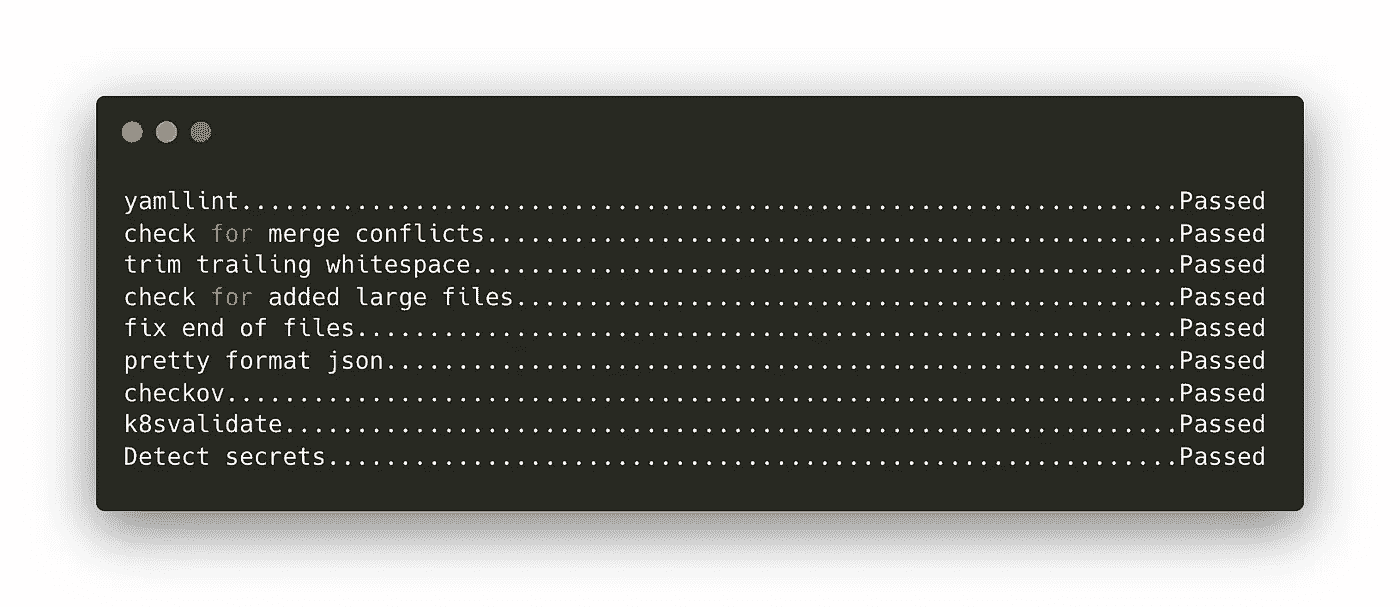 yamllint.................................................................Passed
check for merge conflicts................................................Passed
trim trailing whitespace.................................................Passed
check for added large files..............................................Passed
fix end of files.........................................................Passed
pretty format json.......................................................Passed
checkov..................................................................Passed
k8svalidate..............................................................Passed
Detect secrets...........................................................Passed